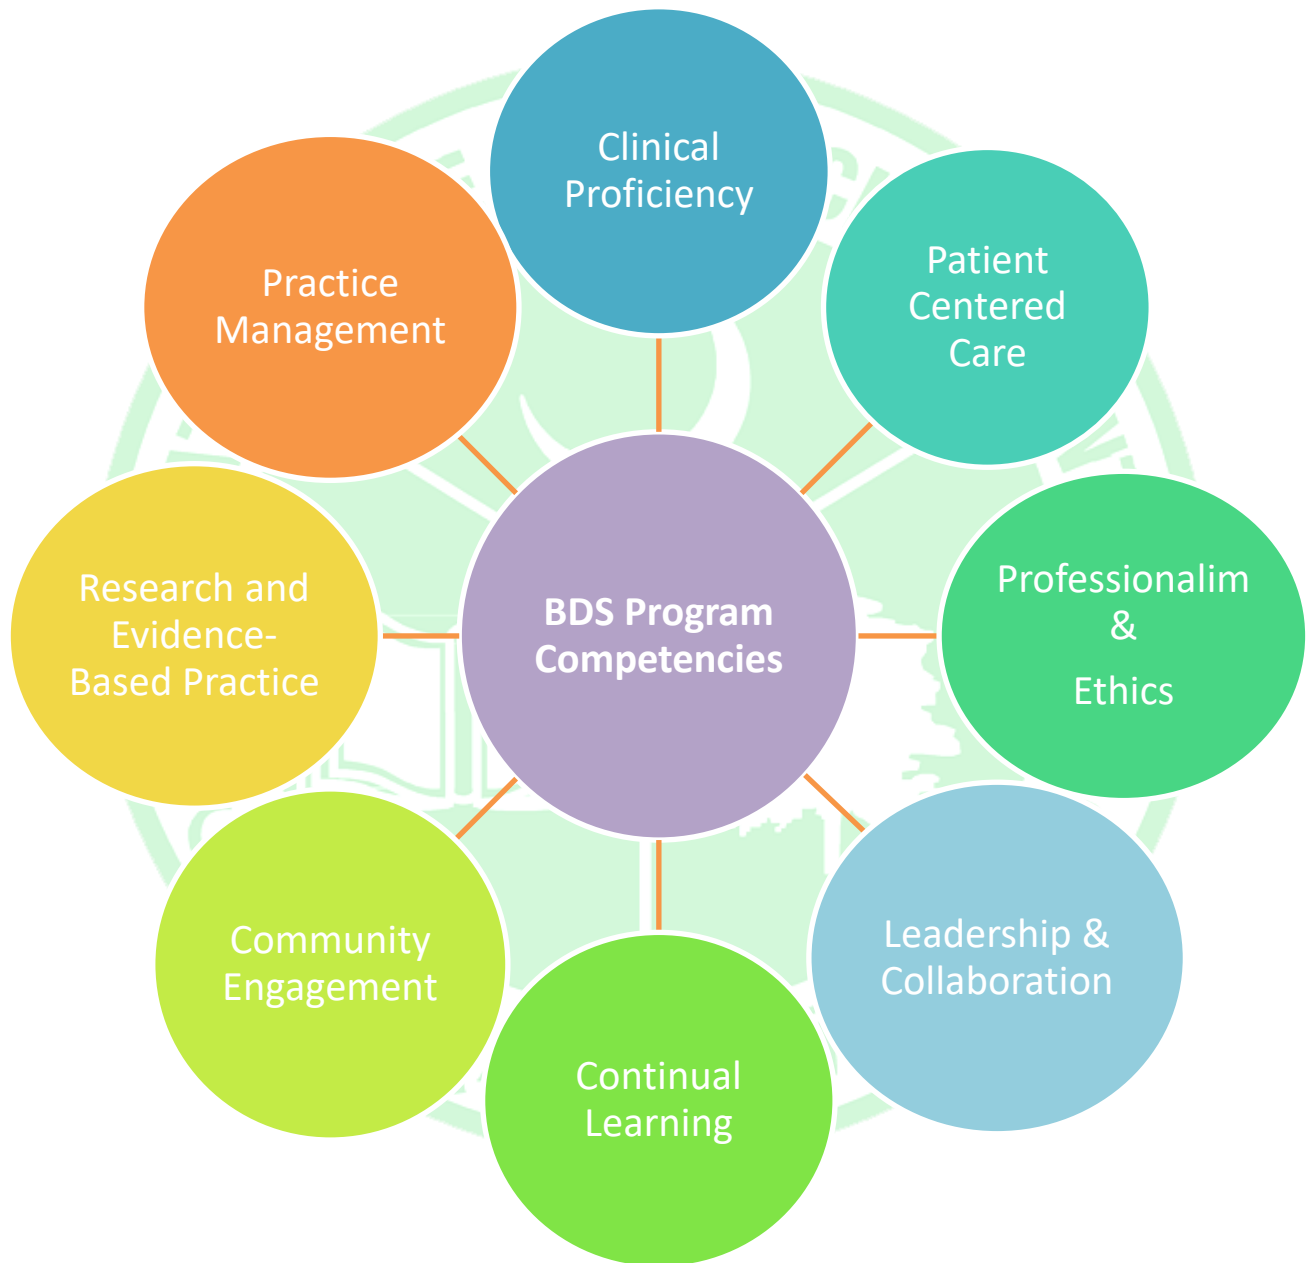 Clinical
Proficiency
Patient
Centered
Care
Professionalim
&
Ethics
Leadership &
Collaboration
Continual
Learning
Community
Engagement
Research and
Evidence-
Based Practice
Practice
Management
BDS Program
Competencies